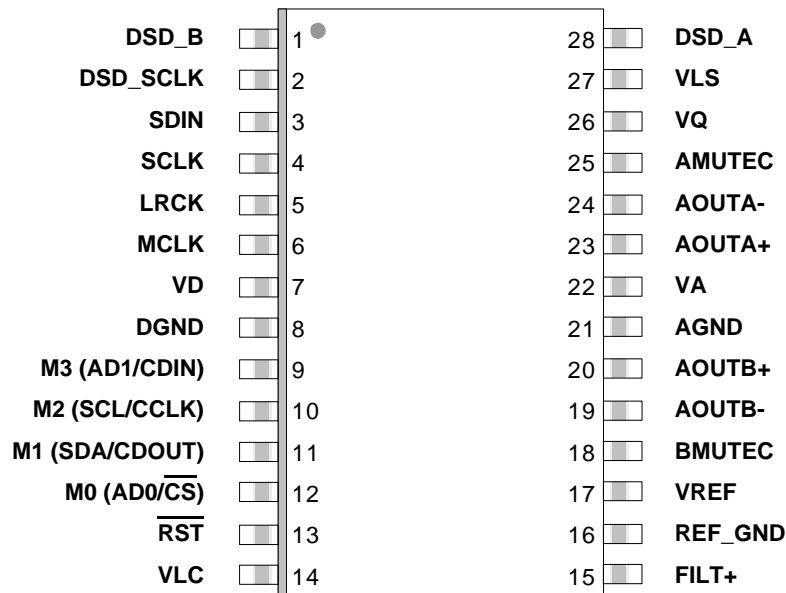 DSD_B 1 28 DSD_A
DSD_SCLK 2 27 VLS
SDIN 3 26 VQ
SCLK 4 25 AMUTEC
LRCK 5 24 AOUTA-
MCLK 6 23 AOUTA+
VD 7 22 VA
DGND 8 21 AGND
M3 (AD1/CDIN) 9 20 AOUTB+
M2 (SCL/CCLK) 10 19 AOUTB-
M1 (SDA/CDOUT) 11 18 BMUTEC
M0 (AD0/C̅S̅) 12 17 VREF
R̅S̅T̅ 13 16 REF_GND
VLC 14 15 FILT+